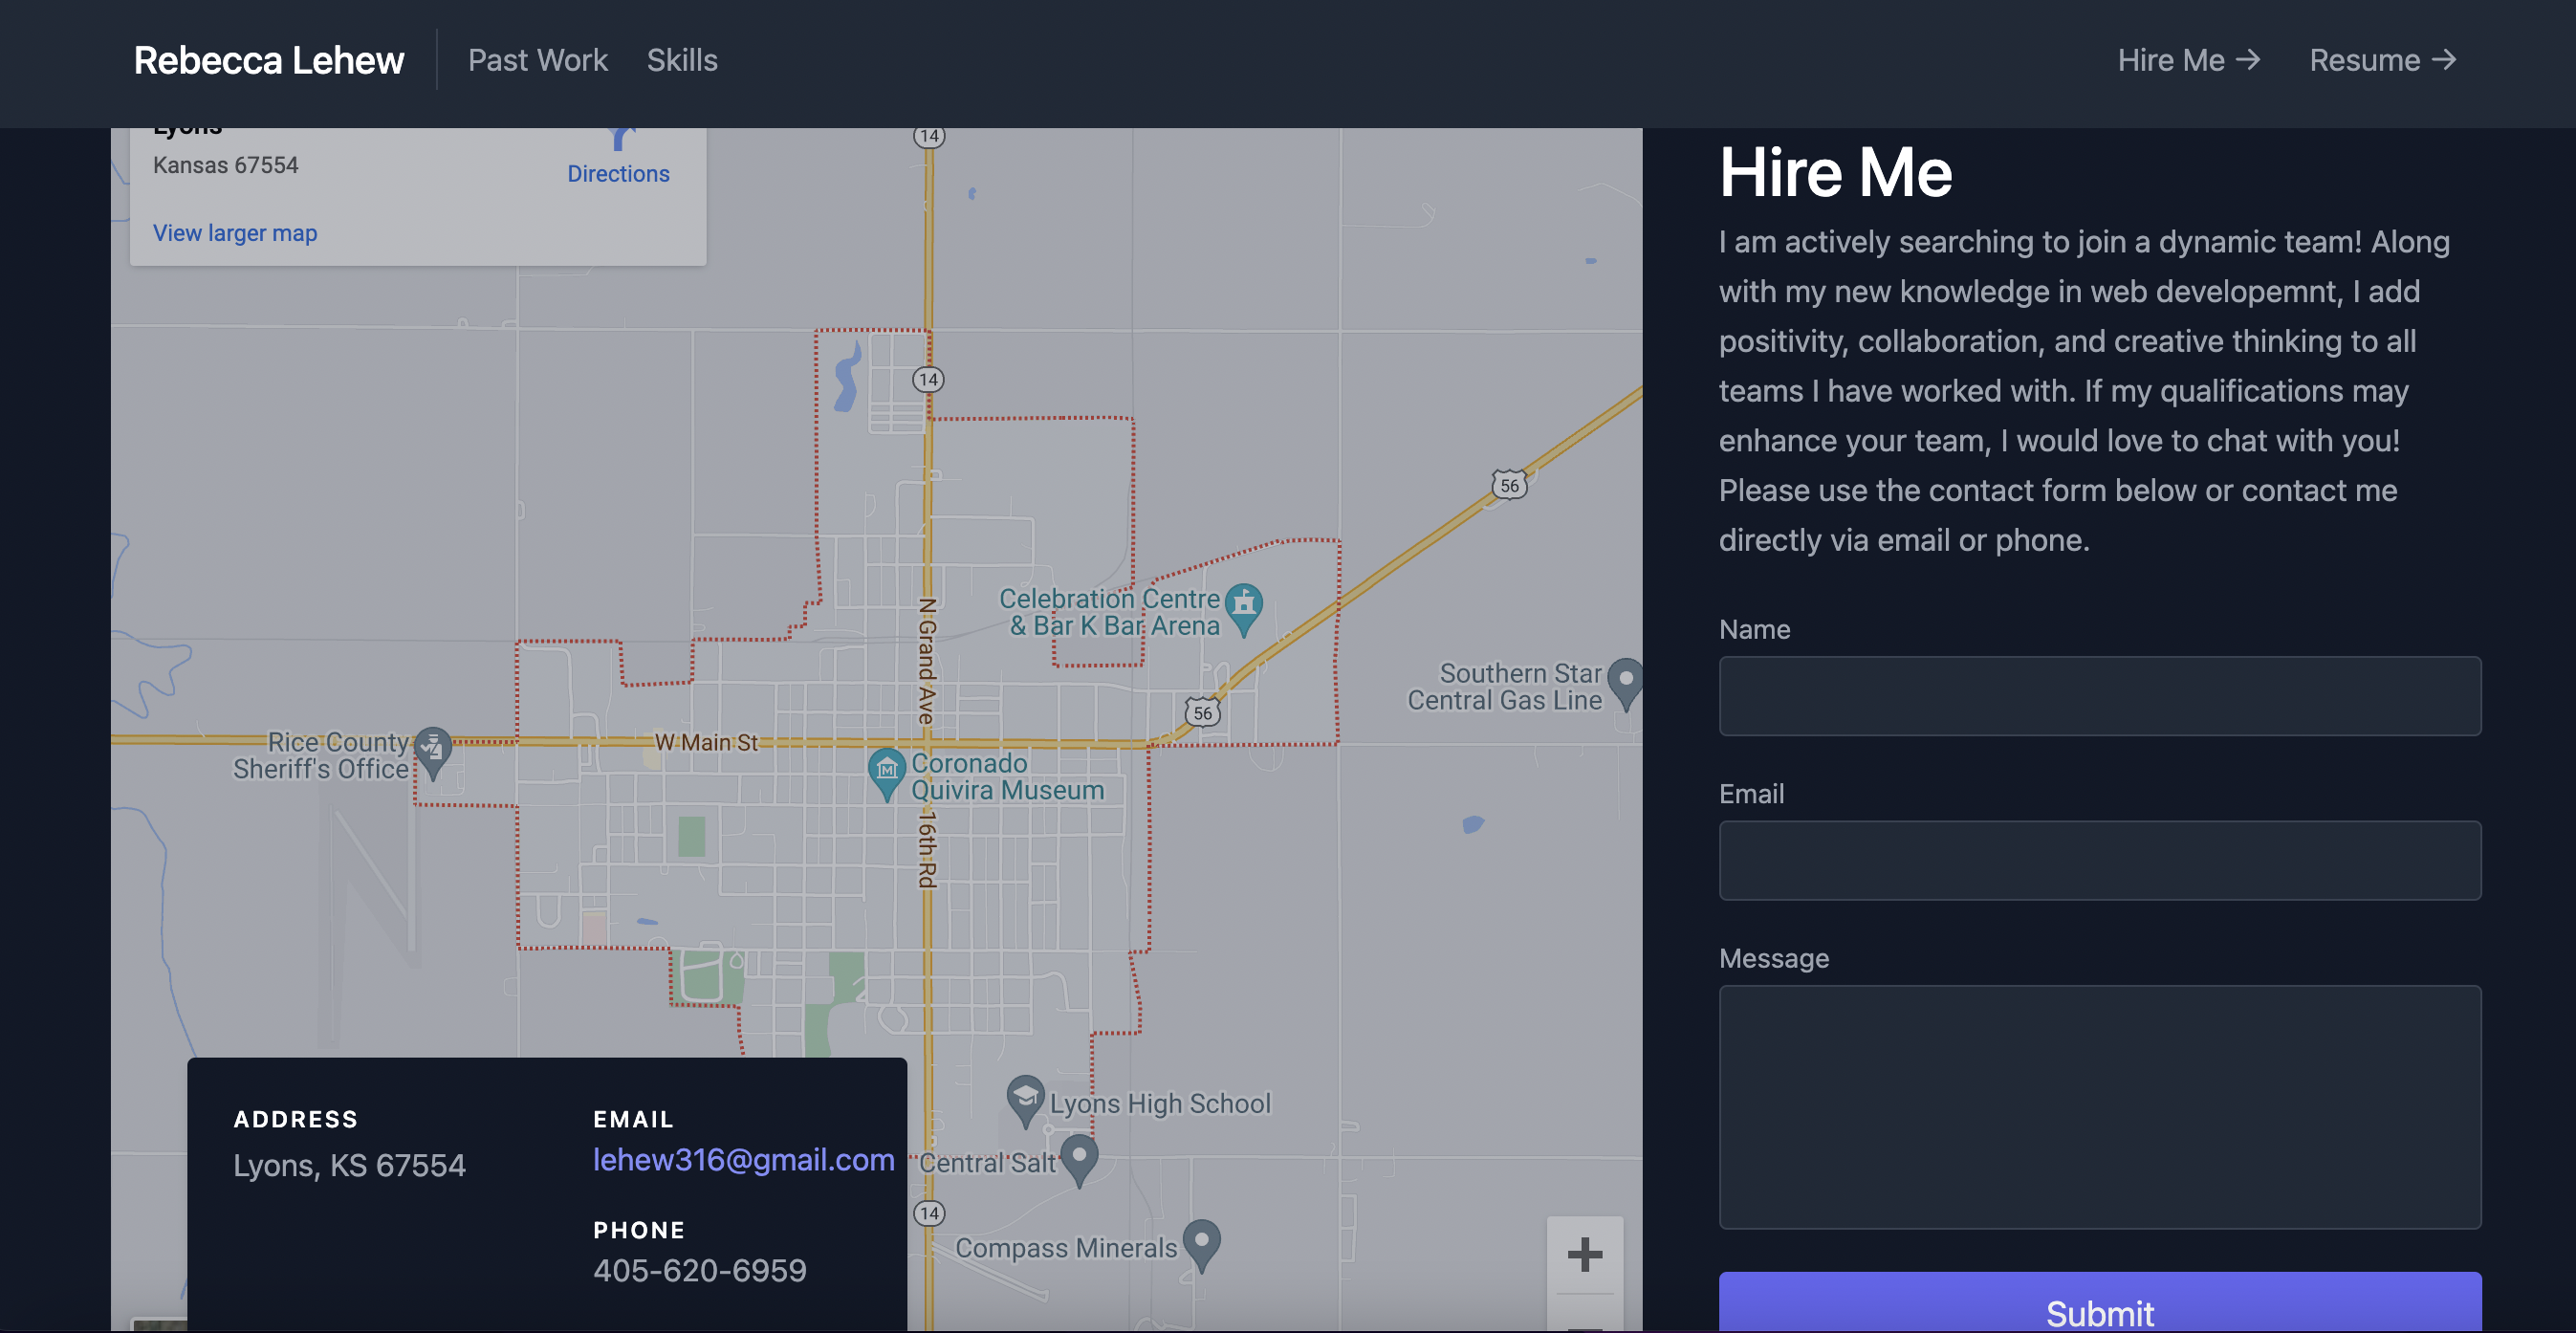 Rebecca Lehew
Past Work
Skills
Hire Me →
Resume →
Lyons
Kansas 67554
Directions
View larger map
14
14
56
Celebration Centre
& Bar K Bar Arena
N Grand Ave
Southern Star
Central Gas Line
56
Rice County
Sheriff's Office
W Main St
Coronado
Quivira Museum
16th Rd
Lyons High School
Central Salt
14
Compass Minerals
+
ADDRESS
Lyons, KS 67554
EMAIL
lehew316@gmail.com
PHONE
405-620-6959
Hire Me
I am actively searching to join a dynamic team! Along
with my new knowledge in web developemnt, I add
positivity, collaboration, and creative thinking to all
teams I have worked with. If my qualifications may
enhance your team, I would love to chat with you!
Please use the contact form below or contact me
directly via email or phone.
Name
Email
Message
Submit